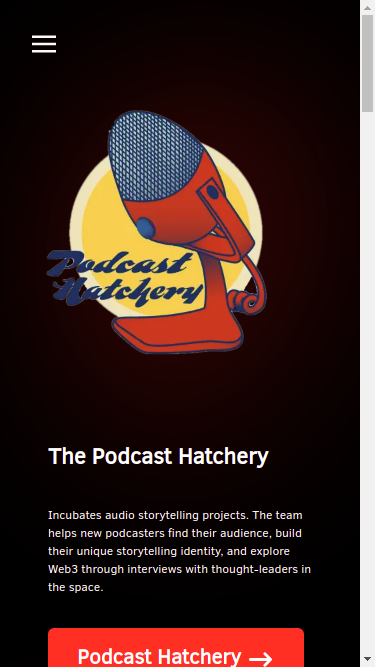 Podcast
Hatchery
The Podcast Hatchery
Incubates audio storytelling projects. The team
helps new podcasters find their audience, build
their unique storytelling identity, and explore
Web3 through interviews with thought-leaders in
the space.
Podcast Hatchery →